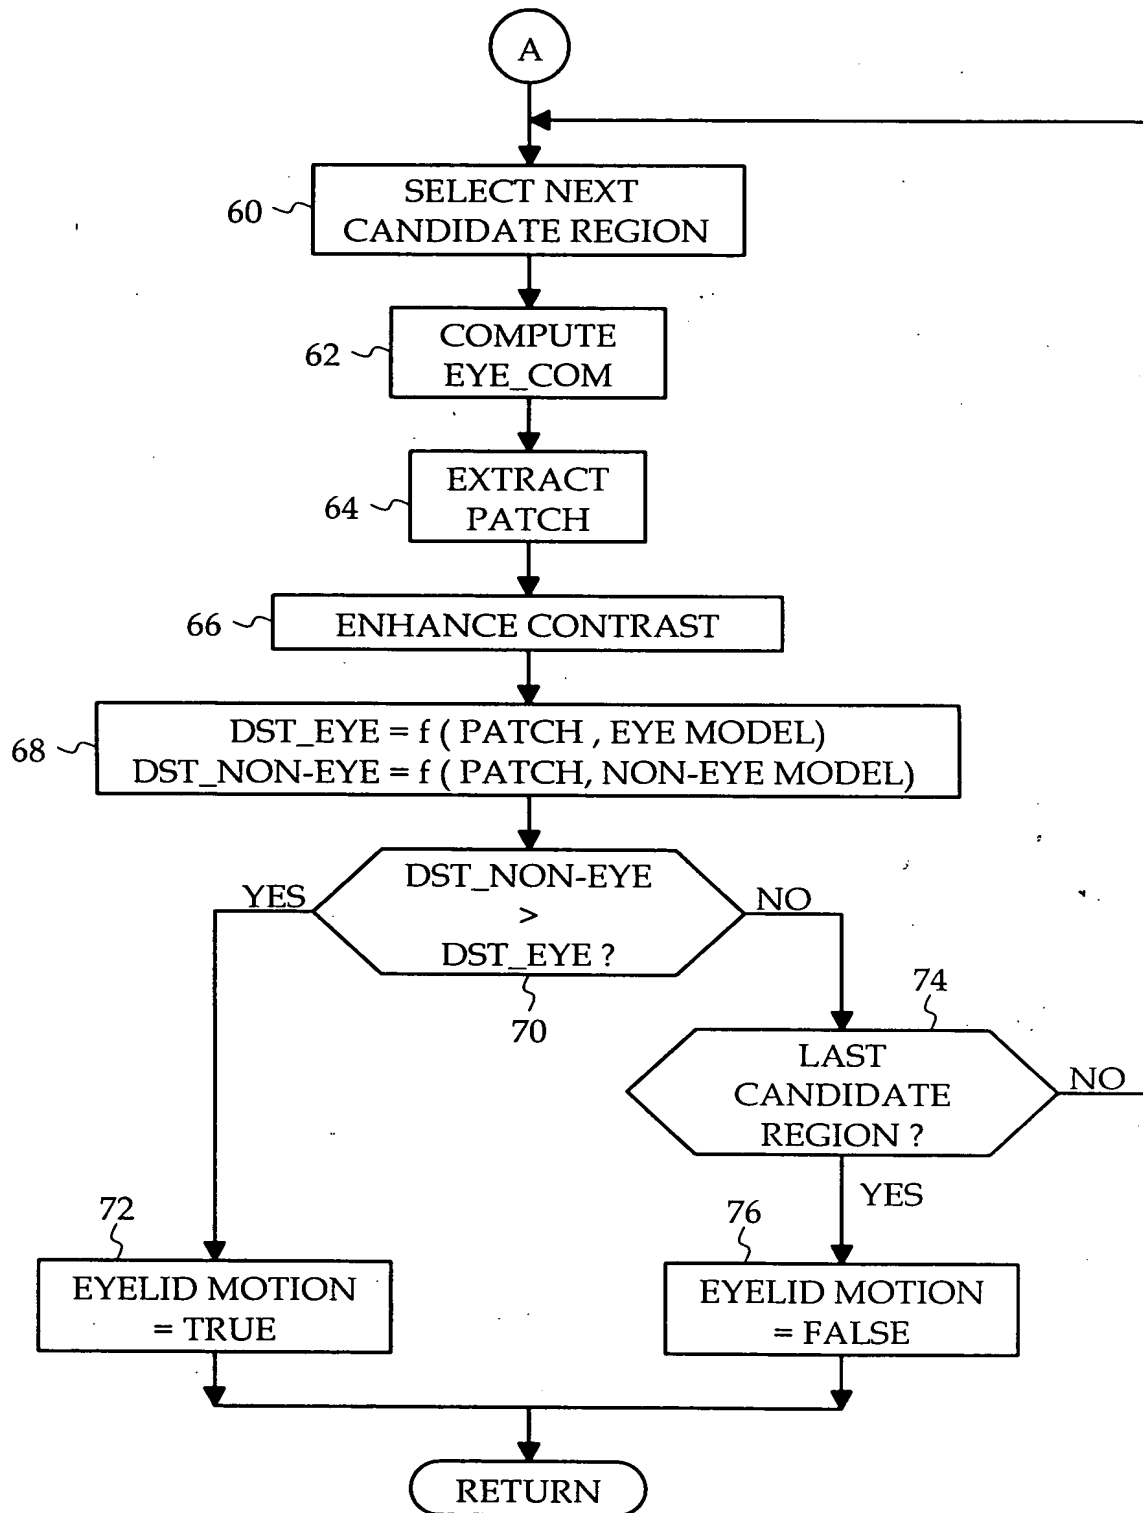 A
SELECT NEXT
CANDIDATE REGION
60
COMPUTE
EYE_COM
62
EXTRACT
PATCH
64
ENHANCE CONTRAST
66
DST_EYE = f ( PATCH , EYE MODEL)
DST_NON-EYE = f ( PATCH, NON-EYE MODEL)
68
DST_NON-EYE
>
DST_EYE ?
YES
NO
70
74
LAST
CANDIDATE
REGION ?
NO
YES
72
EYELID MOTION
= TRUE
76
EYELID MOTION
= FALSE
RETURN